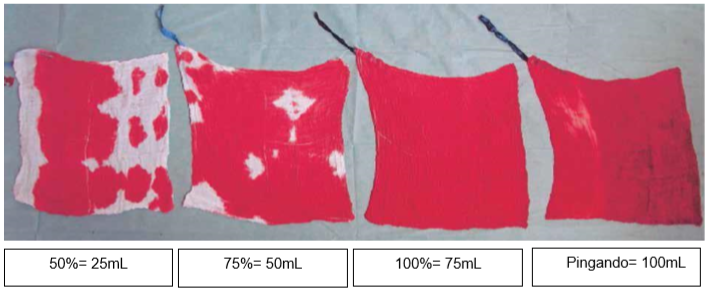 50%= 25mL
75%= 50mL
100%= 75mL
Pingando= 100mL